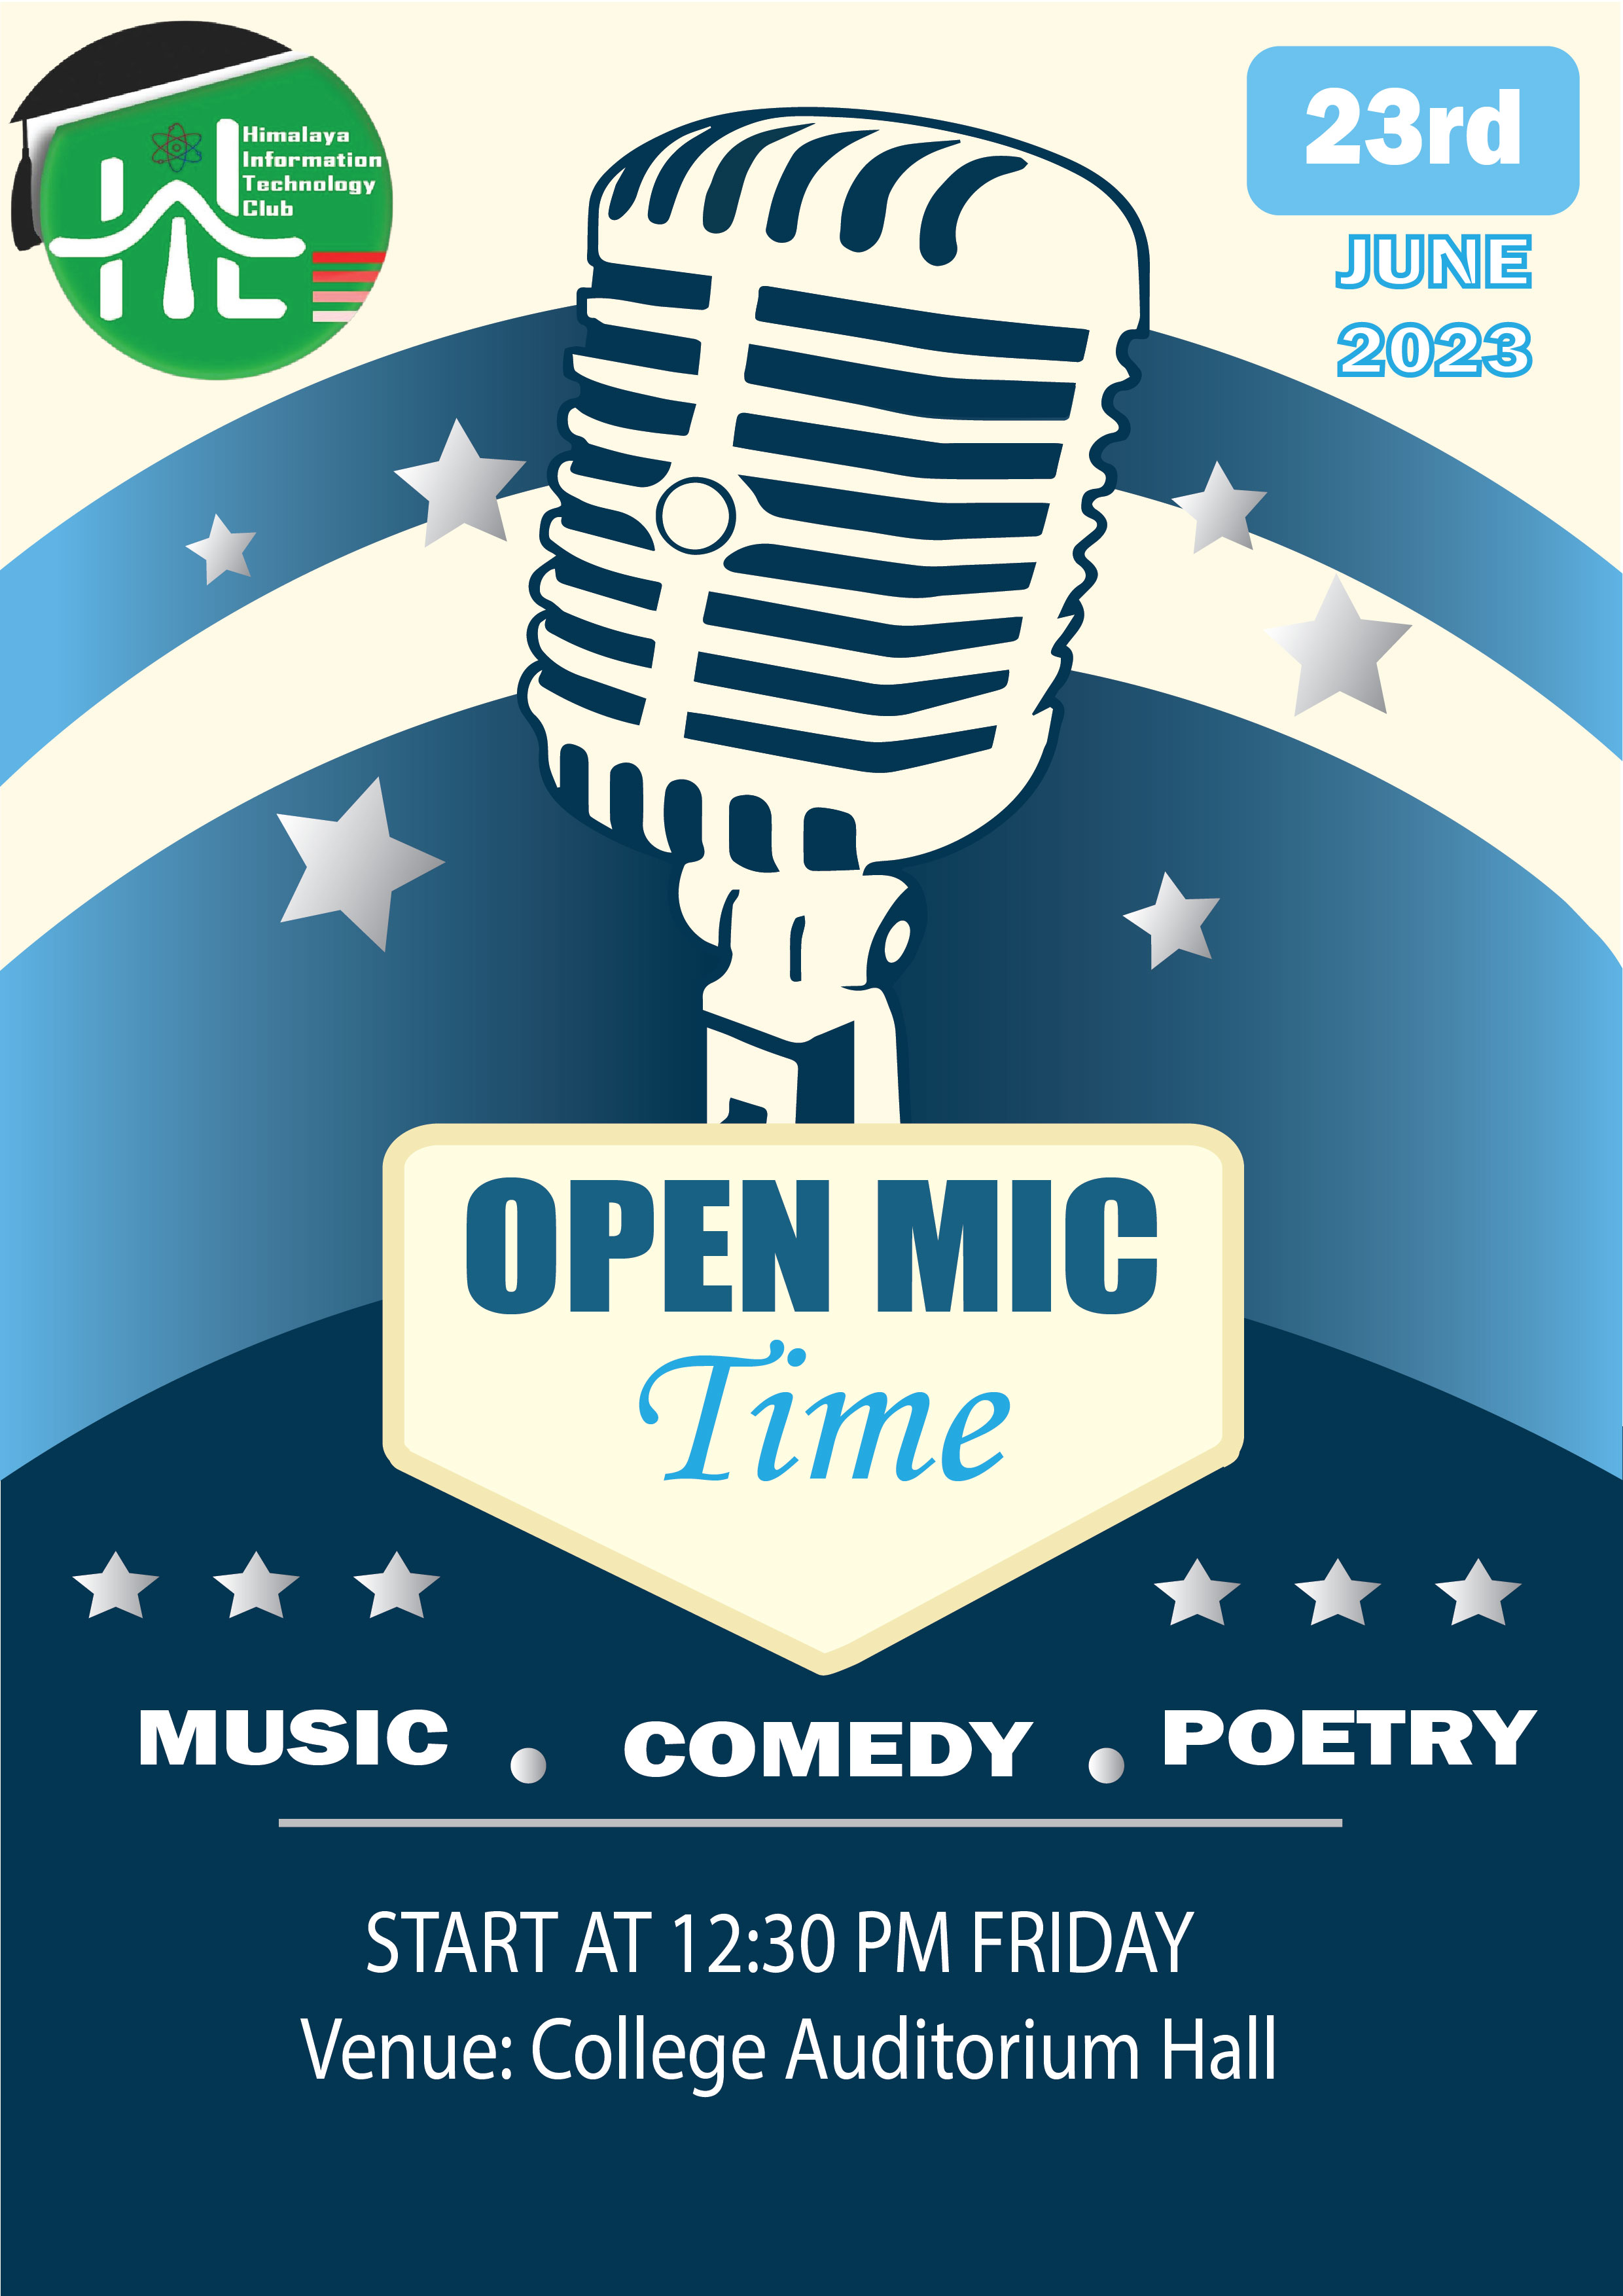 Himalaya
Information
Technology
Club
23rd
JUNE
2023
OPEN MIC
Time
MUSIC . COMEDY . POETRY
START AT 12:30 PM FRIDAY
Venue: College Auditorium Hall